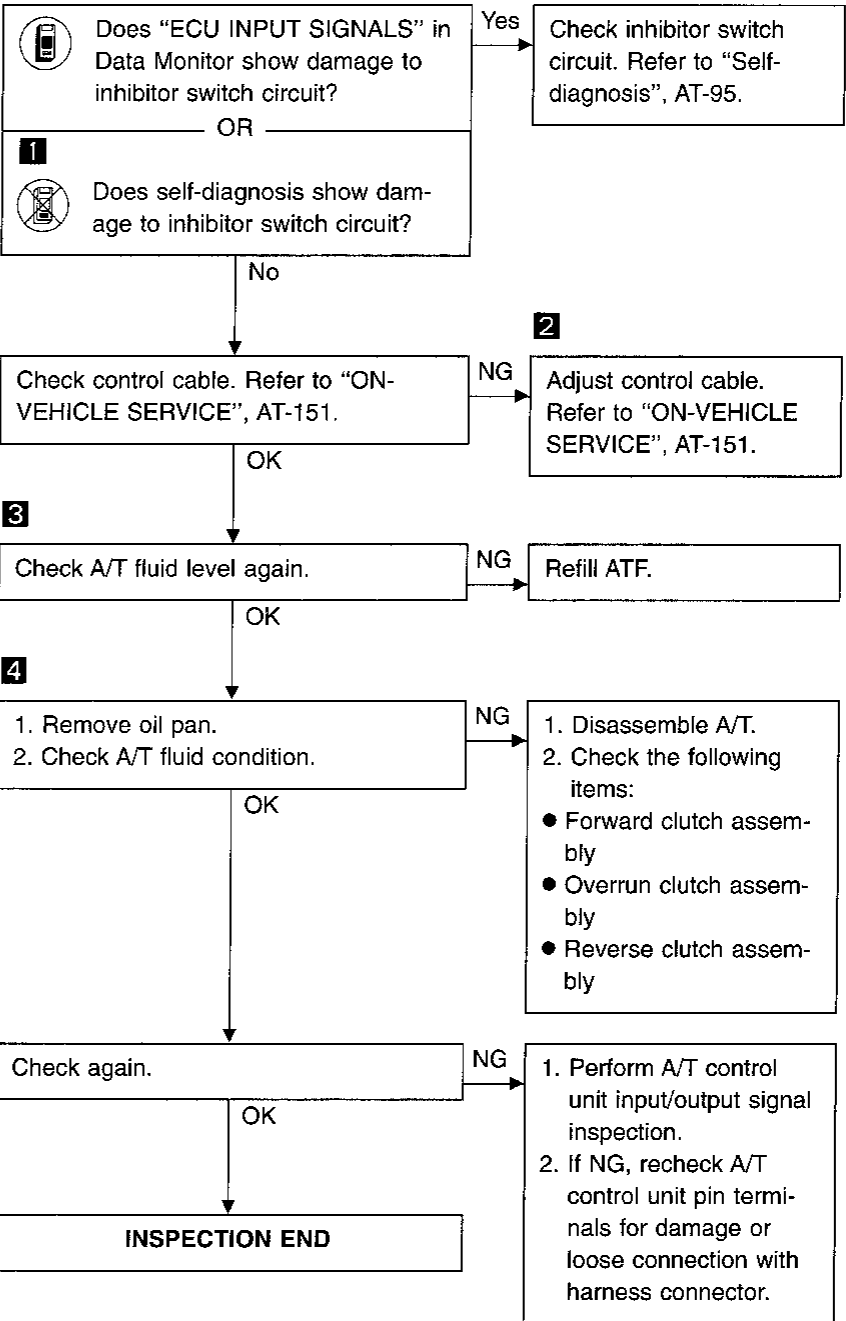 Does “ECU INPUT SIGNALS” in
Data Monitor show damage to
inhibitor switch circuit?
Yes
Check inhibitor switch
circuit. Refer to “Self-
diagnosis”, AT-95.
OR
1
Does self-diagnosis show dam-
age to inhibitor switch circuit?
No
Check control cable. Refer to “ON-
VEHICLE SERVICE”, AT-151.
NG
2
Adjust control cable.
Refer to “ON-VEHICLE
SERVICE”, AT-151.
OK
3
Check A/T fluid level again.
NG
Refill ATF.
OK
4
1. Remove oil pan.
2. Check A/T fluid condition.
NG
1. Disassemble A/T.
2. Check the following
items:
● Forward clutch assem-
bly
● Overrun clutch assem-
bly
● Reverse clutch assem-
bly
OK
Check again.
NG
1. Perform A/T control
unit input/output signal
inspection.
2. If NG, recheck A/T
control unit pin termi-
nals for damage or
loose connection with
harness connector.
OK
INSPECTION END